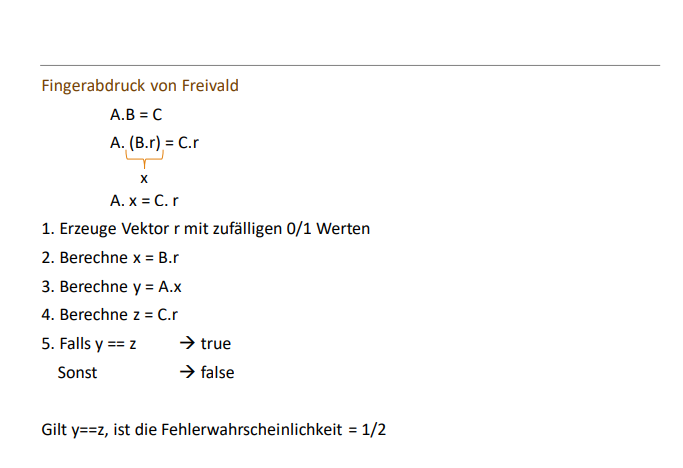 Fingerabdruck von Freivald
A.B = C
A. (B.r) = C.r
x
A. x = C. r
1. Erzeuge Vektor r mit zufälligen 0/1 Werten
2. Berechne x = B.r
3. Berechne y = A.x
4. Berechne z = C.r
5. Falls y == z → true
Sonst → false
Gilt y==z, ist die Fehlerwahrscheinlichkeit = 1/2